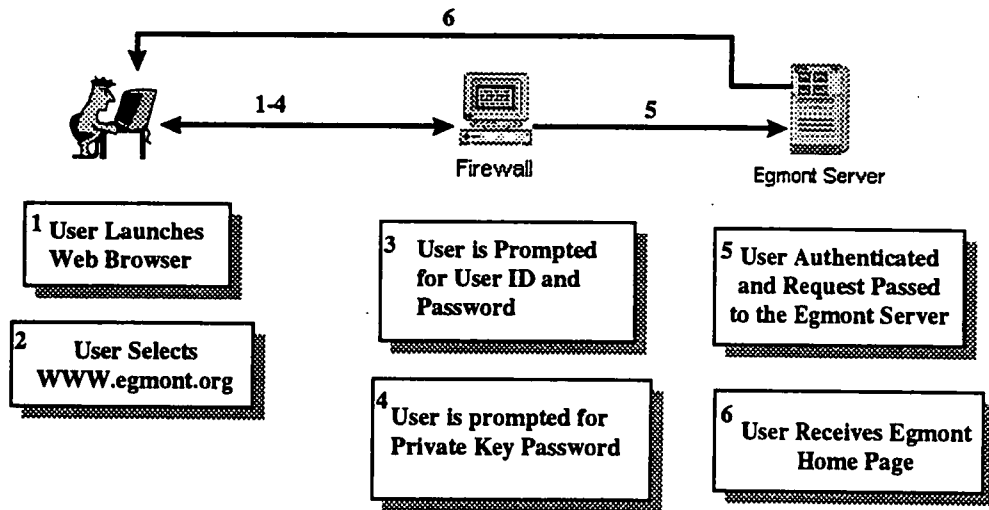 6
1-4
5
Firewall
Egmont Server
1 User Launches
Web Browser
2 User Selects
WWW.egmont.org
3 User is Prompted
for User ID and
Password
4 User is prompted for
Private Key Password
5 User Authenticated
and Request Passed
to the Egmont Server
6 User Receives Egmont
Home Page